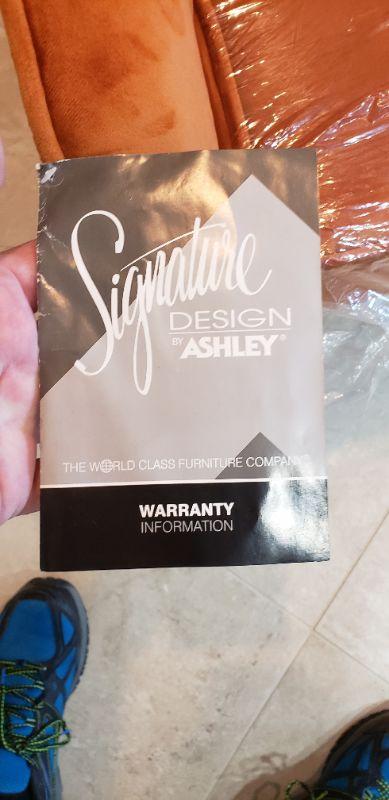 Signature
DESIGN
BY ASHLEY®
THE WORLD CLASS FURNITURE COMPANY®
WARRANTY
INFORMATION